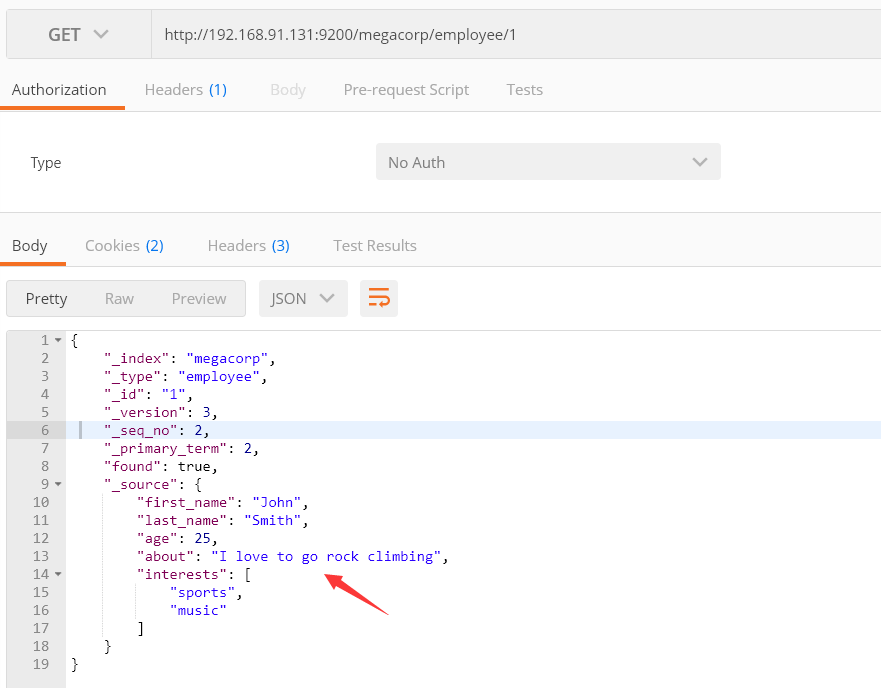 GET http://192.168.91.131:9200/megacorp/employee/1
Authorization Headers (1) Body Pre-request Script Tests
Type No Auth
Body Cookies (2) Headers (3) Test Results
Pretty Raw Preview JSON
1 {
2 "_index": "megacorp",
3 "_type": "employee",
4 "_id": "1",
5 "_version": 3,
6 "_seq_no": 2,
7 "_primary_term": 2,
8 "found": true,
9 "_source": {
10 "first_name": "John",
11 "last_name": "Smith",
12 "age": 25,
13 "about": "I love to go rock climbing",
14 "interests": [
15 "sports",
16 "music"
17 ]
18 }
19 }